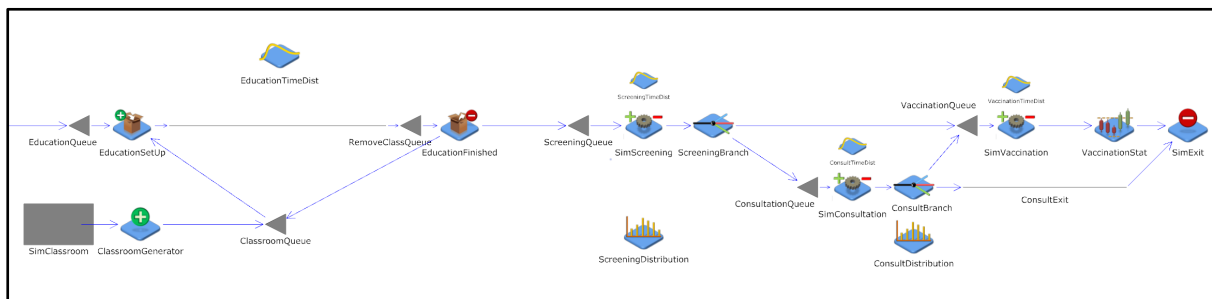 EducationTimeDist
ScreeningTimeDist
VaccinationTimeDist
VaccinationQueue
EducationQueue
EducationSetUp
RemoveClassQueue
EducationFinished
ScreeningQueue
SimScreening
ScreeningBranch
SimVaccination
VaccinationStat
SimExit
ConsultTimeDist
ConsultationQueue
SimConsultation
ConsultBranch
ConsultExit
SimClassroom
ClassroomGenerator
ClassroomQueue
ScreeningDistribution
ConsultDistribution